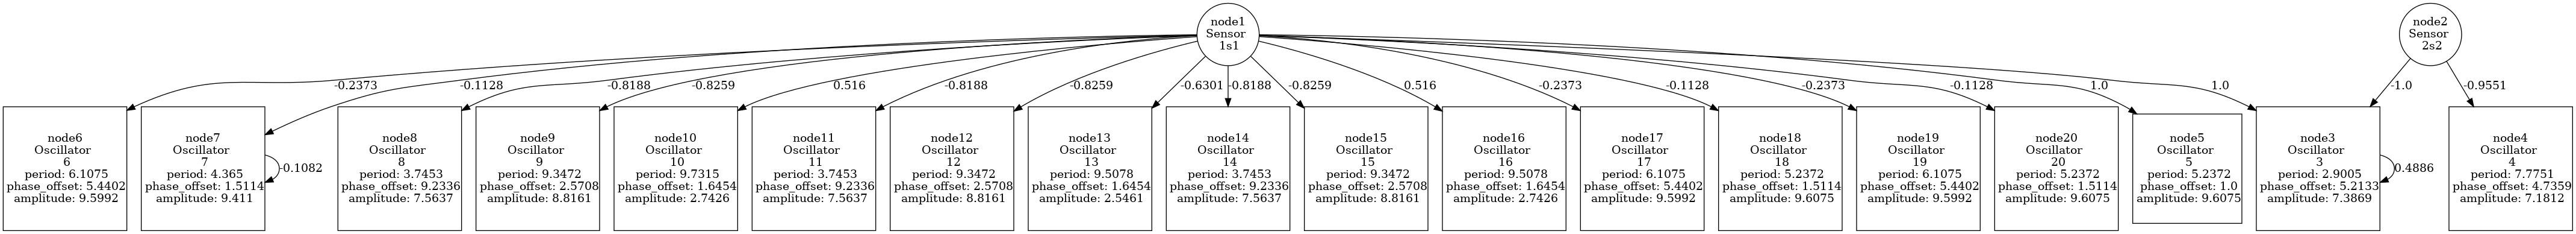 node1
Sensor
1s1
node2
Sensor
2s2
-0.2373
-0.1128
-0.8188
-0.8259
0.516
-0.8188
-0.8259
-0.6301
-0.8188
-0.8259
0.516
-0.2373
-0.1128
-0.2373
-0.1128
1.0
1.0
-1.0
-0.9551
node6
Oscillator
6
period: 6.1075
phase_offset: 5.4402
amplitude: 9.5992
node7
Oscillator
7
period: 4.365
phase_offset: 1.5114
amplitude: 9.411
-0.1082
node8
Oscillator
8
period: 3.7453
phase_offset: 9.2336
amplitude: 7.5637
node9
Oscillator
9
period: 9.3472
phase_offset: 2.5708
amplitude: 8.8161
node10
Oscillator
10
period: 9.7315
phase_offset: 1.6454
amplitude: 2.7426
node11
Oscillator
11
period: 3.7453
phase_offset: 9.2336
amplitude: 7.5637
node12
Oscillator
12
period: 9.3472
phase_offset: 2.5708
amplitude: 8.8161
node13
Oscillator
13
period: 9.5078
phase_offset: 1.6454
amplitude: 2.5461
node14
Oscillator
14
period: 3.7453
phase_offset: 9.2336
amplitude: 7.5637
node15
Oscillator
15
period: 9.3472
phase_offset: 2.5708
amplitude: 8.8161
node16
Oscillator
16
period: 9.5078
phase_offset: 1.6454
amplitude: 2.7426
node17
Oscillator
17
period: 6.1075
phase_offset: 5.4402
amplitude: 9.5992
node18
Oscillator
18
period: 5.2372
phase_offset: 1.5114
amplitude: 9.6075
node19
Oscillator
19
period: 6.1075
phase_offset: 5.4402
amplitude: 9.5992
node20
Oscillator
20
period: 5.2372
phase_offset: 1.5114
amplitude: 9.6075
node5
Oscillator
5
period: 5.2372
phase_offset: 1.0
amplitude: 9.6075
node3
Oscillator
3
period: 2.9005
phase_offset: 5.2133
amplitude: 7.3869
0.4886
node4
Oscillator
4
period: 7.7751
phase_offset: 4.7359
amplitude: 7.1812